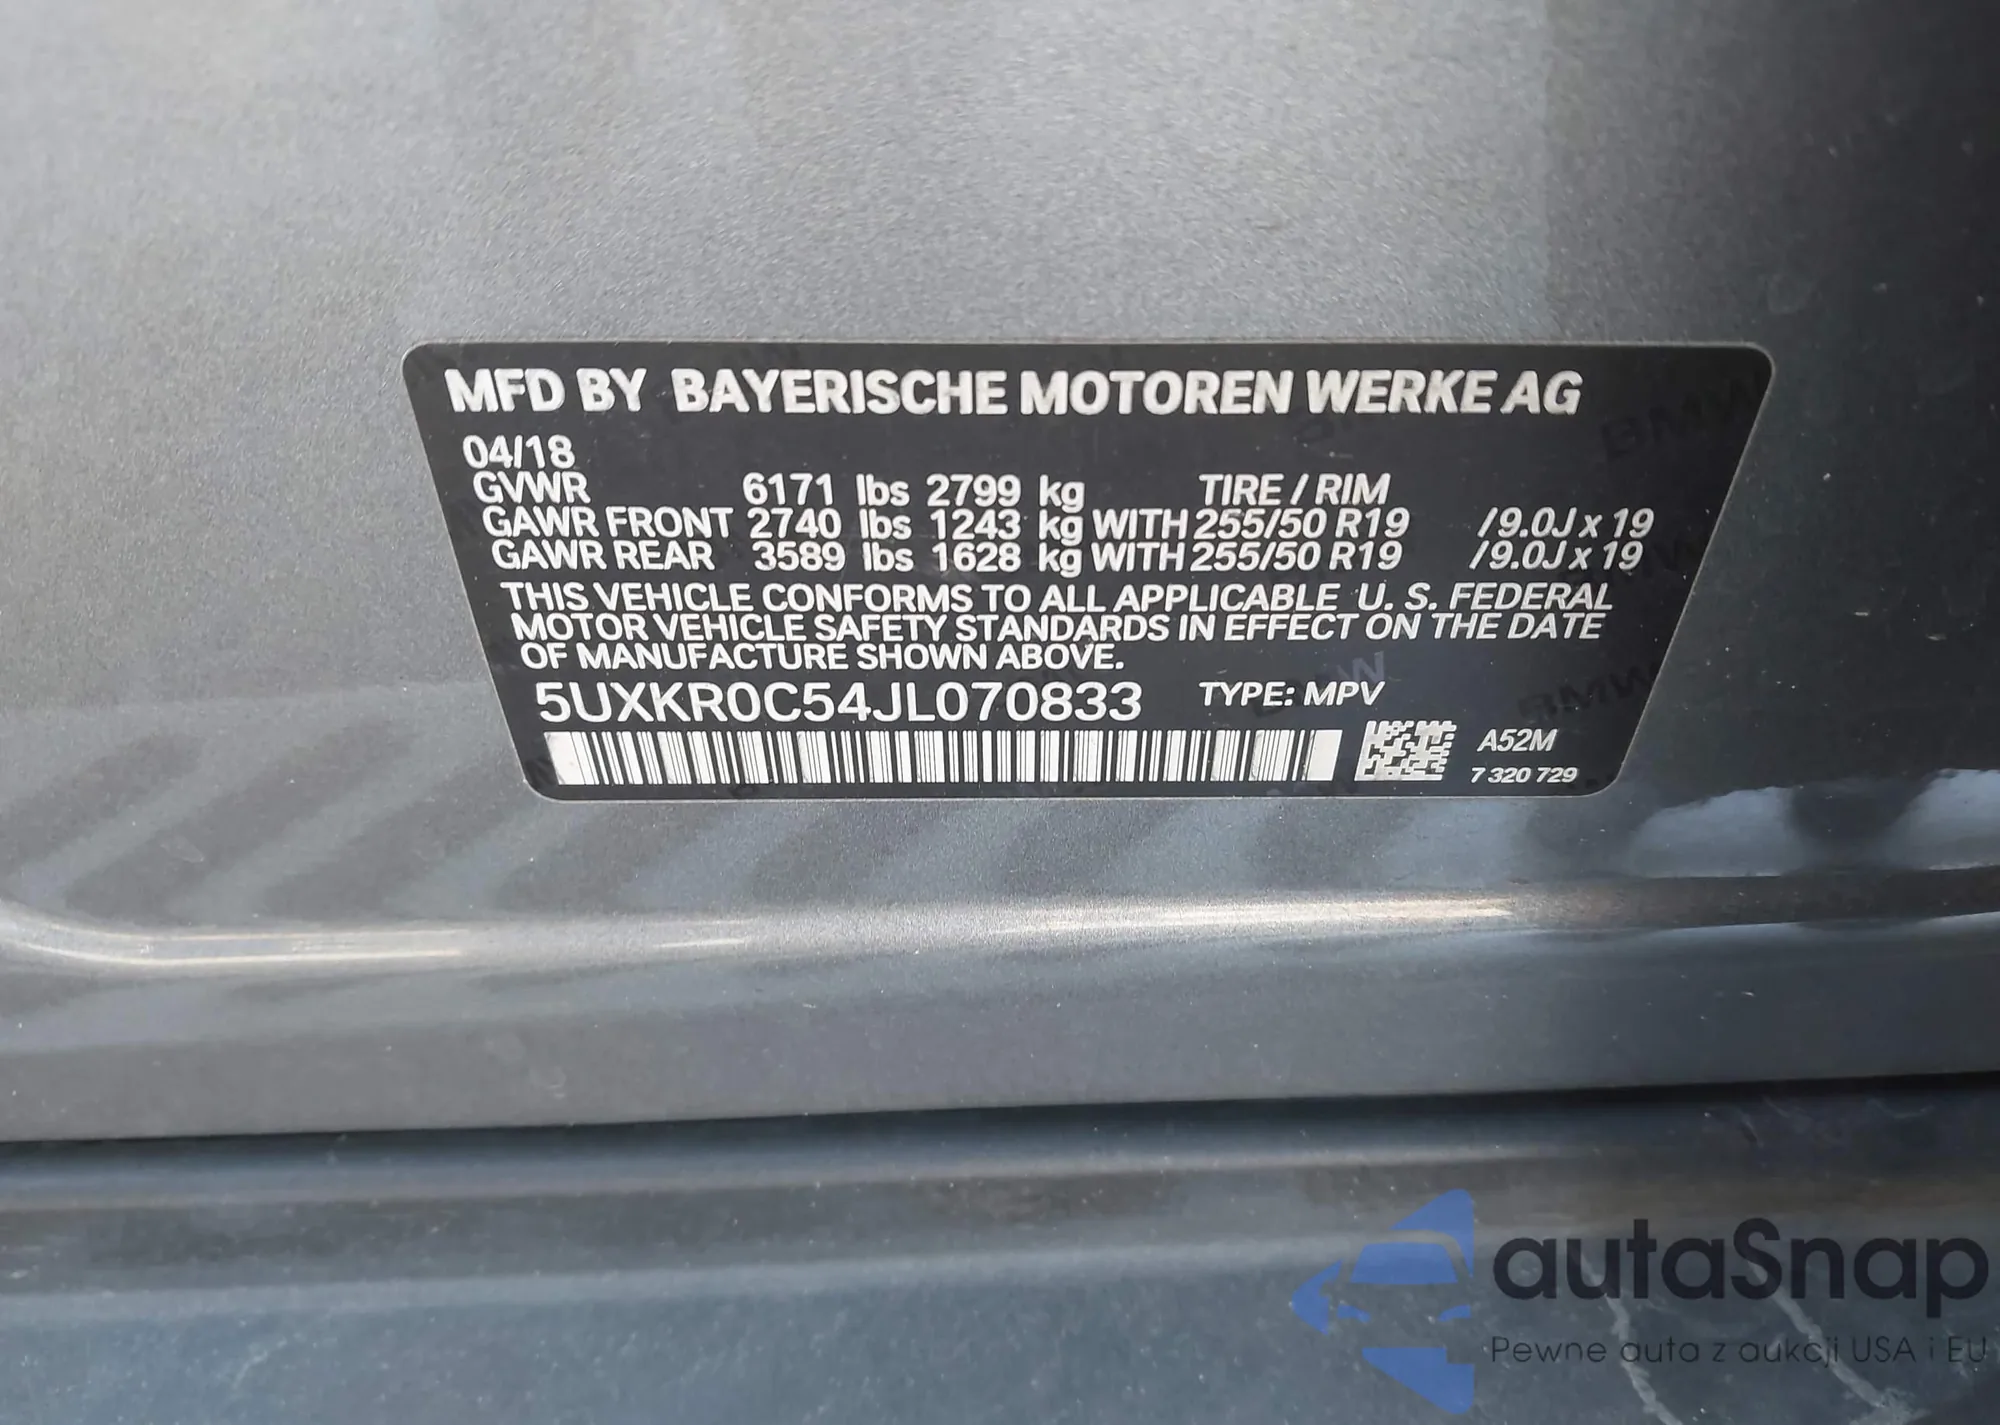 MFD BY BAYERISCHE MOTOREN WERKE AG
04/18
GVWR 6171 lbs 2799 kg TIRE / RIM
GAWR FRONT 2740 lbs 1243 kg WITH 255/50 R19 /9.0J x 19
GAWR REAR 3589 lbs 1628 kg WITH 255/50 R19 /9.0J x 19
THIS VEHICLE CONFORMS TO ALL APPLICABLE U. S. FEDERAL
MOTOR VEHICLE SAFETY STANDARDS IN EFFECT ON THE DATE
OF MANUFACTURE SHOWN ABOVE.
5UXKR0C54JL070833 TYPE: MPV
A52M
7 320 729
autaSnap
Pewne auta z aukcji USA i EU